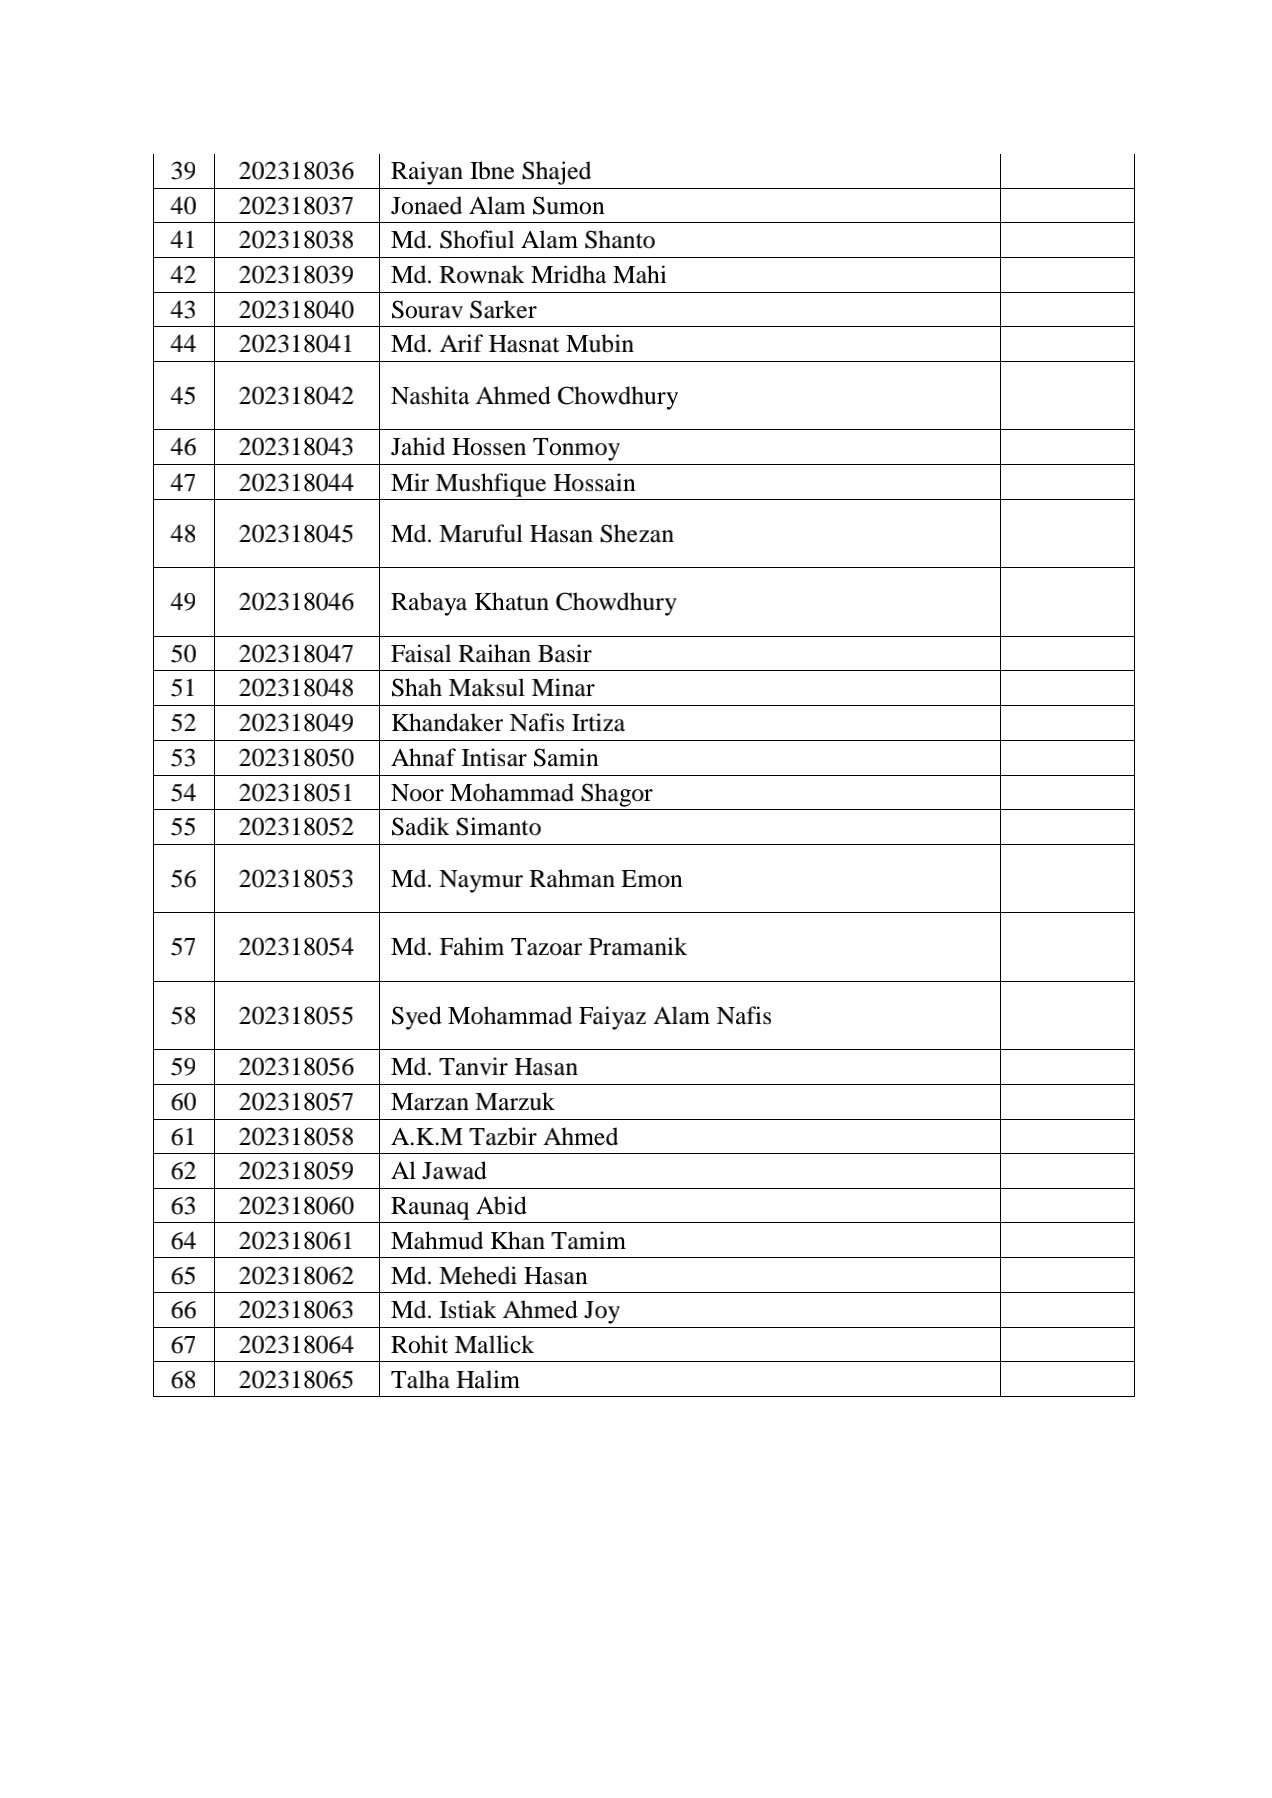 39 202318036 Raiyan Ibne Shajed
40 202318037 Jonaed Alam Sumon
41 202318038 Md. Shofiul Alam Shanto
42 202318039 Md. Rownak Mridha Mahi
43 202318040 Sourav Sarker
44 202318041 Md. Arif Hasnat Mubin
45 202318042 Nashita Ahmed Chowdhury
46 202318043 Jahid Hossen Tonmoy
47 202318044 Mir Mushfique Hossain
48 202318045 Md. Maruful Hasan Shezan
49 202318046 Rabaya Khatun Chowdhury
50 202318047 Faisal Raihan Basir
51 202318048 Shah Maksul Minar
52 202318049 Khandaker Nafis Irtiza
53 202318050 Ahnaf Intisar Samin
54 202318051 Noor Mohammad Shagor
55 202318052 Sadik Simanto
56 202318053 Md. Naymur Rahman Emon
57 202318054 Md. Fahim Tazoar Pramanik
58 202318055 Syed Mohammad Faiyaz Alam Nafis
59 202318056 Md. Tanvir Hasan
60 202318057 Marzan Marzuk
61 202318058 A.K.M Tazbir Ahmed
62 202318059 Al Jawad
63 202318060 Raunaq Abid
64 202318061 Mahmud Khan Tamim
65 202318062 Md. Mehedi Hasan
66 202318063 Md. Istiak Ahmed Joy
67 202318064 Rohit Mallick
68 202318065 Talha Halim